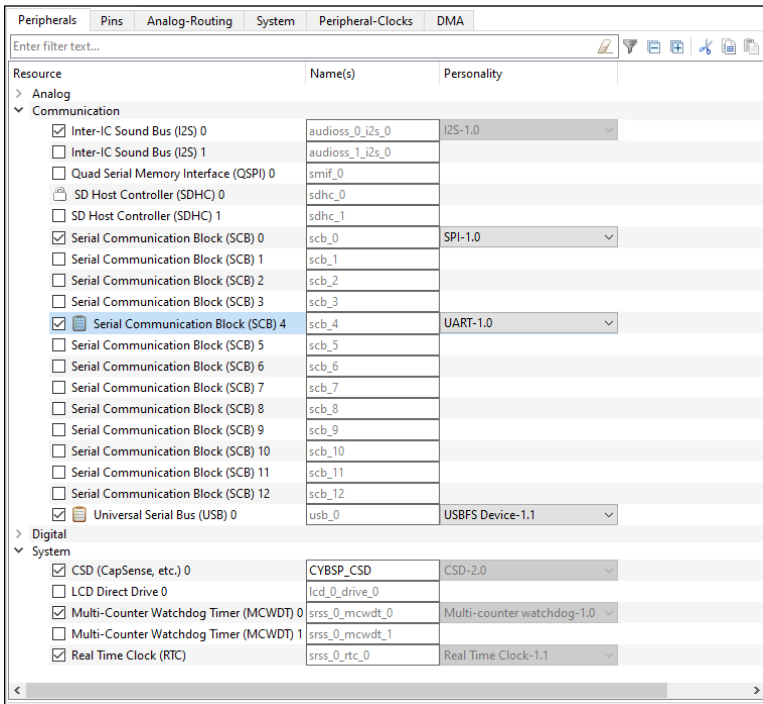 Peripherals Pins Analog-Routing System Peripheral-Clocks DMA
Enter filter text...
Resource Name(s) Personality
Analog
Communication
Inter-IC Sound Bus (I2S) 0 audioss_0_i2s_0 I2S-1.0
Inter-IC Sound Bus (I2S) 1 audioss_1_i2s_0
Quad Serial Memory Interface (QSPI) 0 smif_0
SD Host Controller (SDHC) 0 sdhc_0
SD Host Controller (SDHC) 1 sdhc_1
Serial Communication Block (SCB) 0 scb_0 SPI-1.0
Serial Communication Block (SCB) 1 scb_1
Serial Communication Block (SCB) 2 scb_2
Serial Communication Block (SCB) 3 scb_3
Serial Communication Block (SCB) 4 scb_4 UART-1.0
Serial Communication Block (SCB) 5 scb_5
Serial Communication Block (SCB) 6 scb_6
Serial Communication Block (SCB) 7 scb_7
Serial Communication Block (SCB) 8 scb_8
Serial Communication Block (SCB) 9 scb_9
Serial Communication Block (SCB) 10 scb_10
Serial Communication Block (SCB) 11 scb_11
Serial Communication Block (SCB) 12 scb_12
Universal Serial Bus (USB) 0 usb_0 USBFS Device-1.1
Digital
System
CSD (CapSense, etc.) 0 CYBSP_CSD CSD-2.0
LCD Direct Drive 0 lcd_0_drive_0
Multi-Counter Watchdog Timer (MCWDT) 0 srss_0_mcwdt_0 Multi-counter watchdog-1.0
Multi-Counter Watchdog Timer (MCWDT) 1 srss_0_mcwdt_1
Real Time Clock (RTC) srss_0_rtc_0 Real Time Clock-1.1